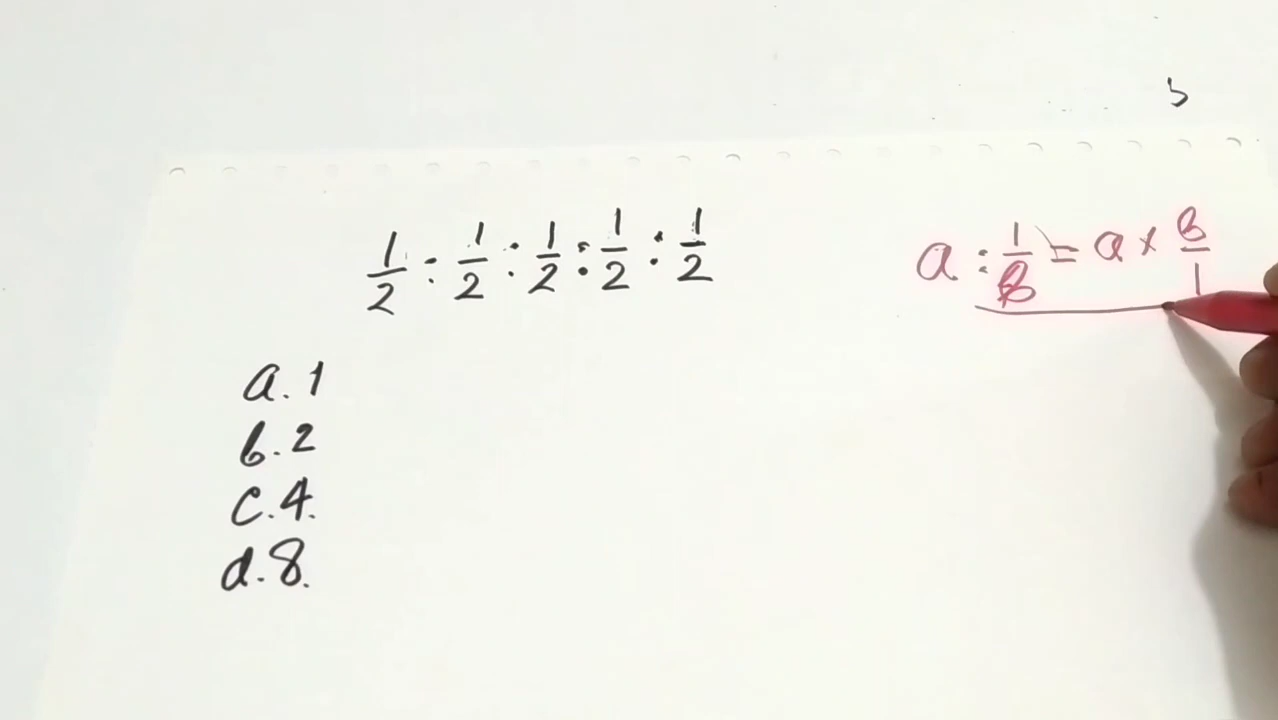 1/2 : 1/2 : 1/2 : 1/2 : 1/2
a : 1/B = a × B/1
a. 1
b. 2
c. 4.
d. 8.